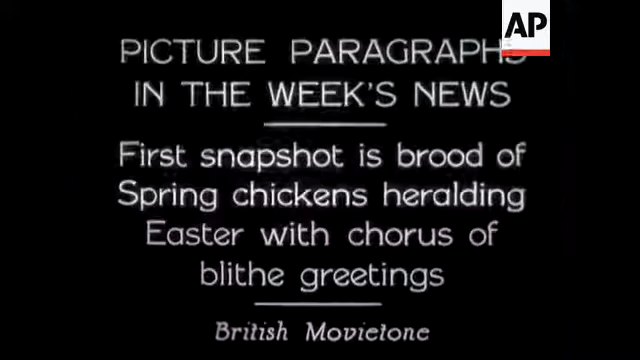 AP
PICTURE PARAGRAPHS
IN THE WEEK'S NEWS
First snapshot is brood of
Spring chickens heralding
Easter with chorus of
blithe greetings
British Movietone